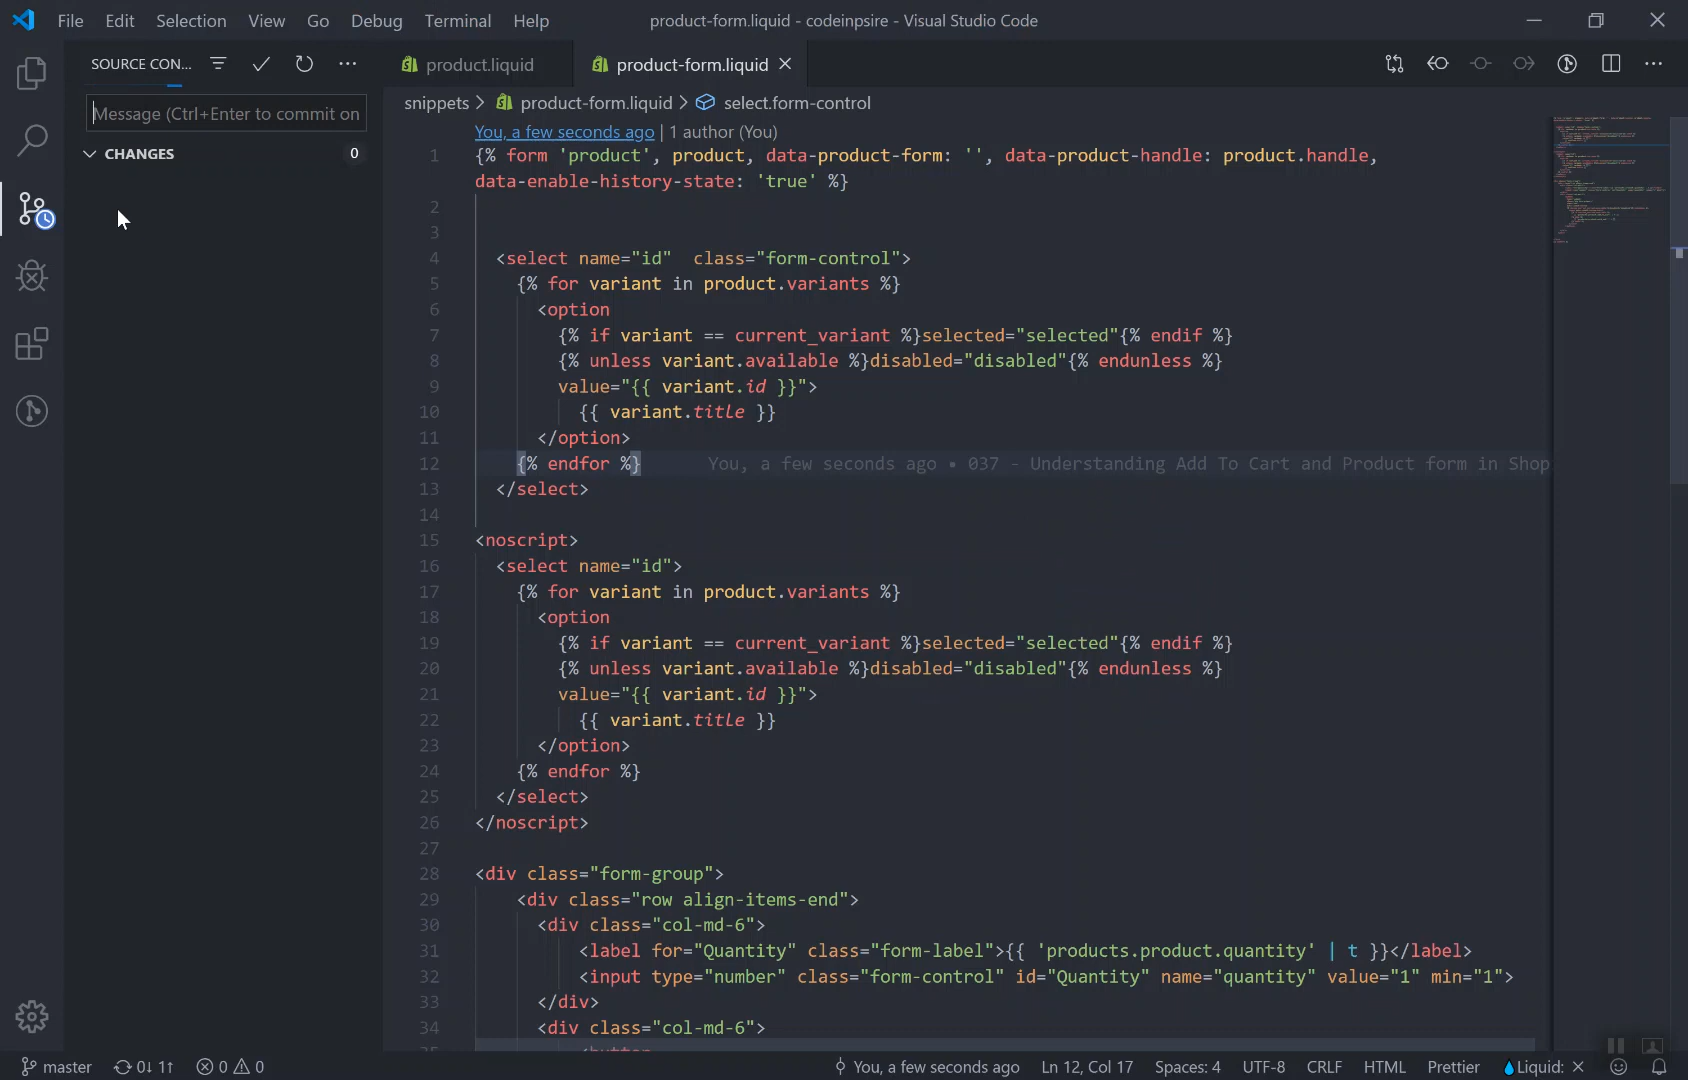 File Edit Selection View Go Debug Terminal Help product-form.liquid - codeinpsire - Visual Studio Code
SOURCE CON...
product.liquid product-form.liquid
Message (Ctrl+Enter to commit on
CHANGES 0
snippets > product-form.liquid > select.form-control
You, a few seconds ago | 1 author (You)
1 {% form 'product', product, data-product-form: '', data-product-handle: product.handle,
data-enable-history-state: 'true' %}
2
3
4 <select name="id"  class="form-control">
5 {% for variant in product.variants %}
6 <option
7 {% if variant == current_variant %}selected="selected"{% endif %}
8 {% unless variant.available %}disabled="disabled"{% endunless %}
9 value="{{ variant.id }}">
10 {{ variant.title }}
11 </option>
12 {% endfor %} You, a few seconds ago • 037 - Understanding Add To Cart and Product form in Shop
13 </select>
14
15 <noscript>
16 <select name="id">
17 {% for variant in product.variants %}
18 <option
19 {% if variant == current_variant %}selected="selected"{% endif %}
20 {% unless variant.available %}disabled="disabled"{% endunless %}
21 value="{{ variant.id }}">
22 {{ variant.title }}
23 </option>
24 {% endfor %}
25 </select>
26 </noscript>
27
28 <div class="form-group">
29 <div class="row align-items-end">
30 <div class="col-md-6">
31 <label for="Quantity" class="form-label">{{ 'products.product.quantity' | t }}</label>
32 <input type="number" class="form-control" id="Quantity" name="quantity" value="1" min="1">
33 </div>
34 <div class="col-md-6">
master 0↓ 1↑ 0 0 You, a few seconds ago Ln 12, Col 17 Spaces: 4 UTF-8 CRLF HTML Prettier Liquid: ✕